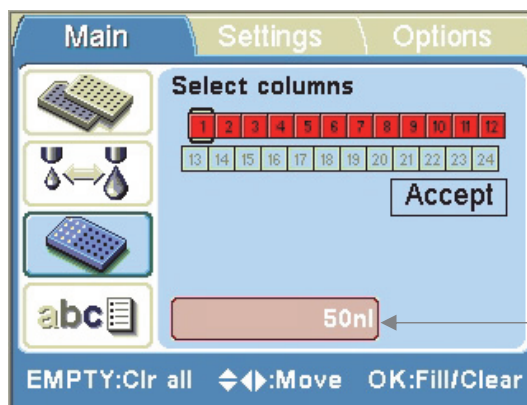 Main Settings Options
Select columns
1 2 3 4 5 6 7 8 9 10 11 12
13 14 15 16 17 18 19 20 21 22 23 24
Accept
abc
50nl
EMPTY:Clr all :Move OK:Fill/Clear